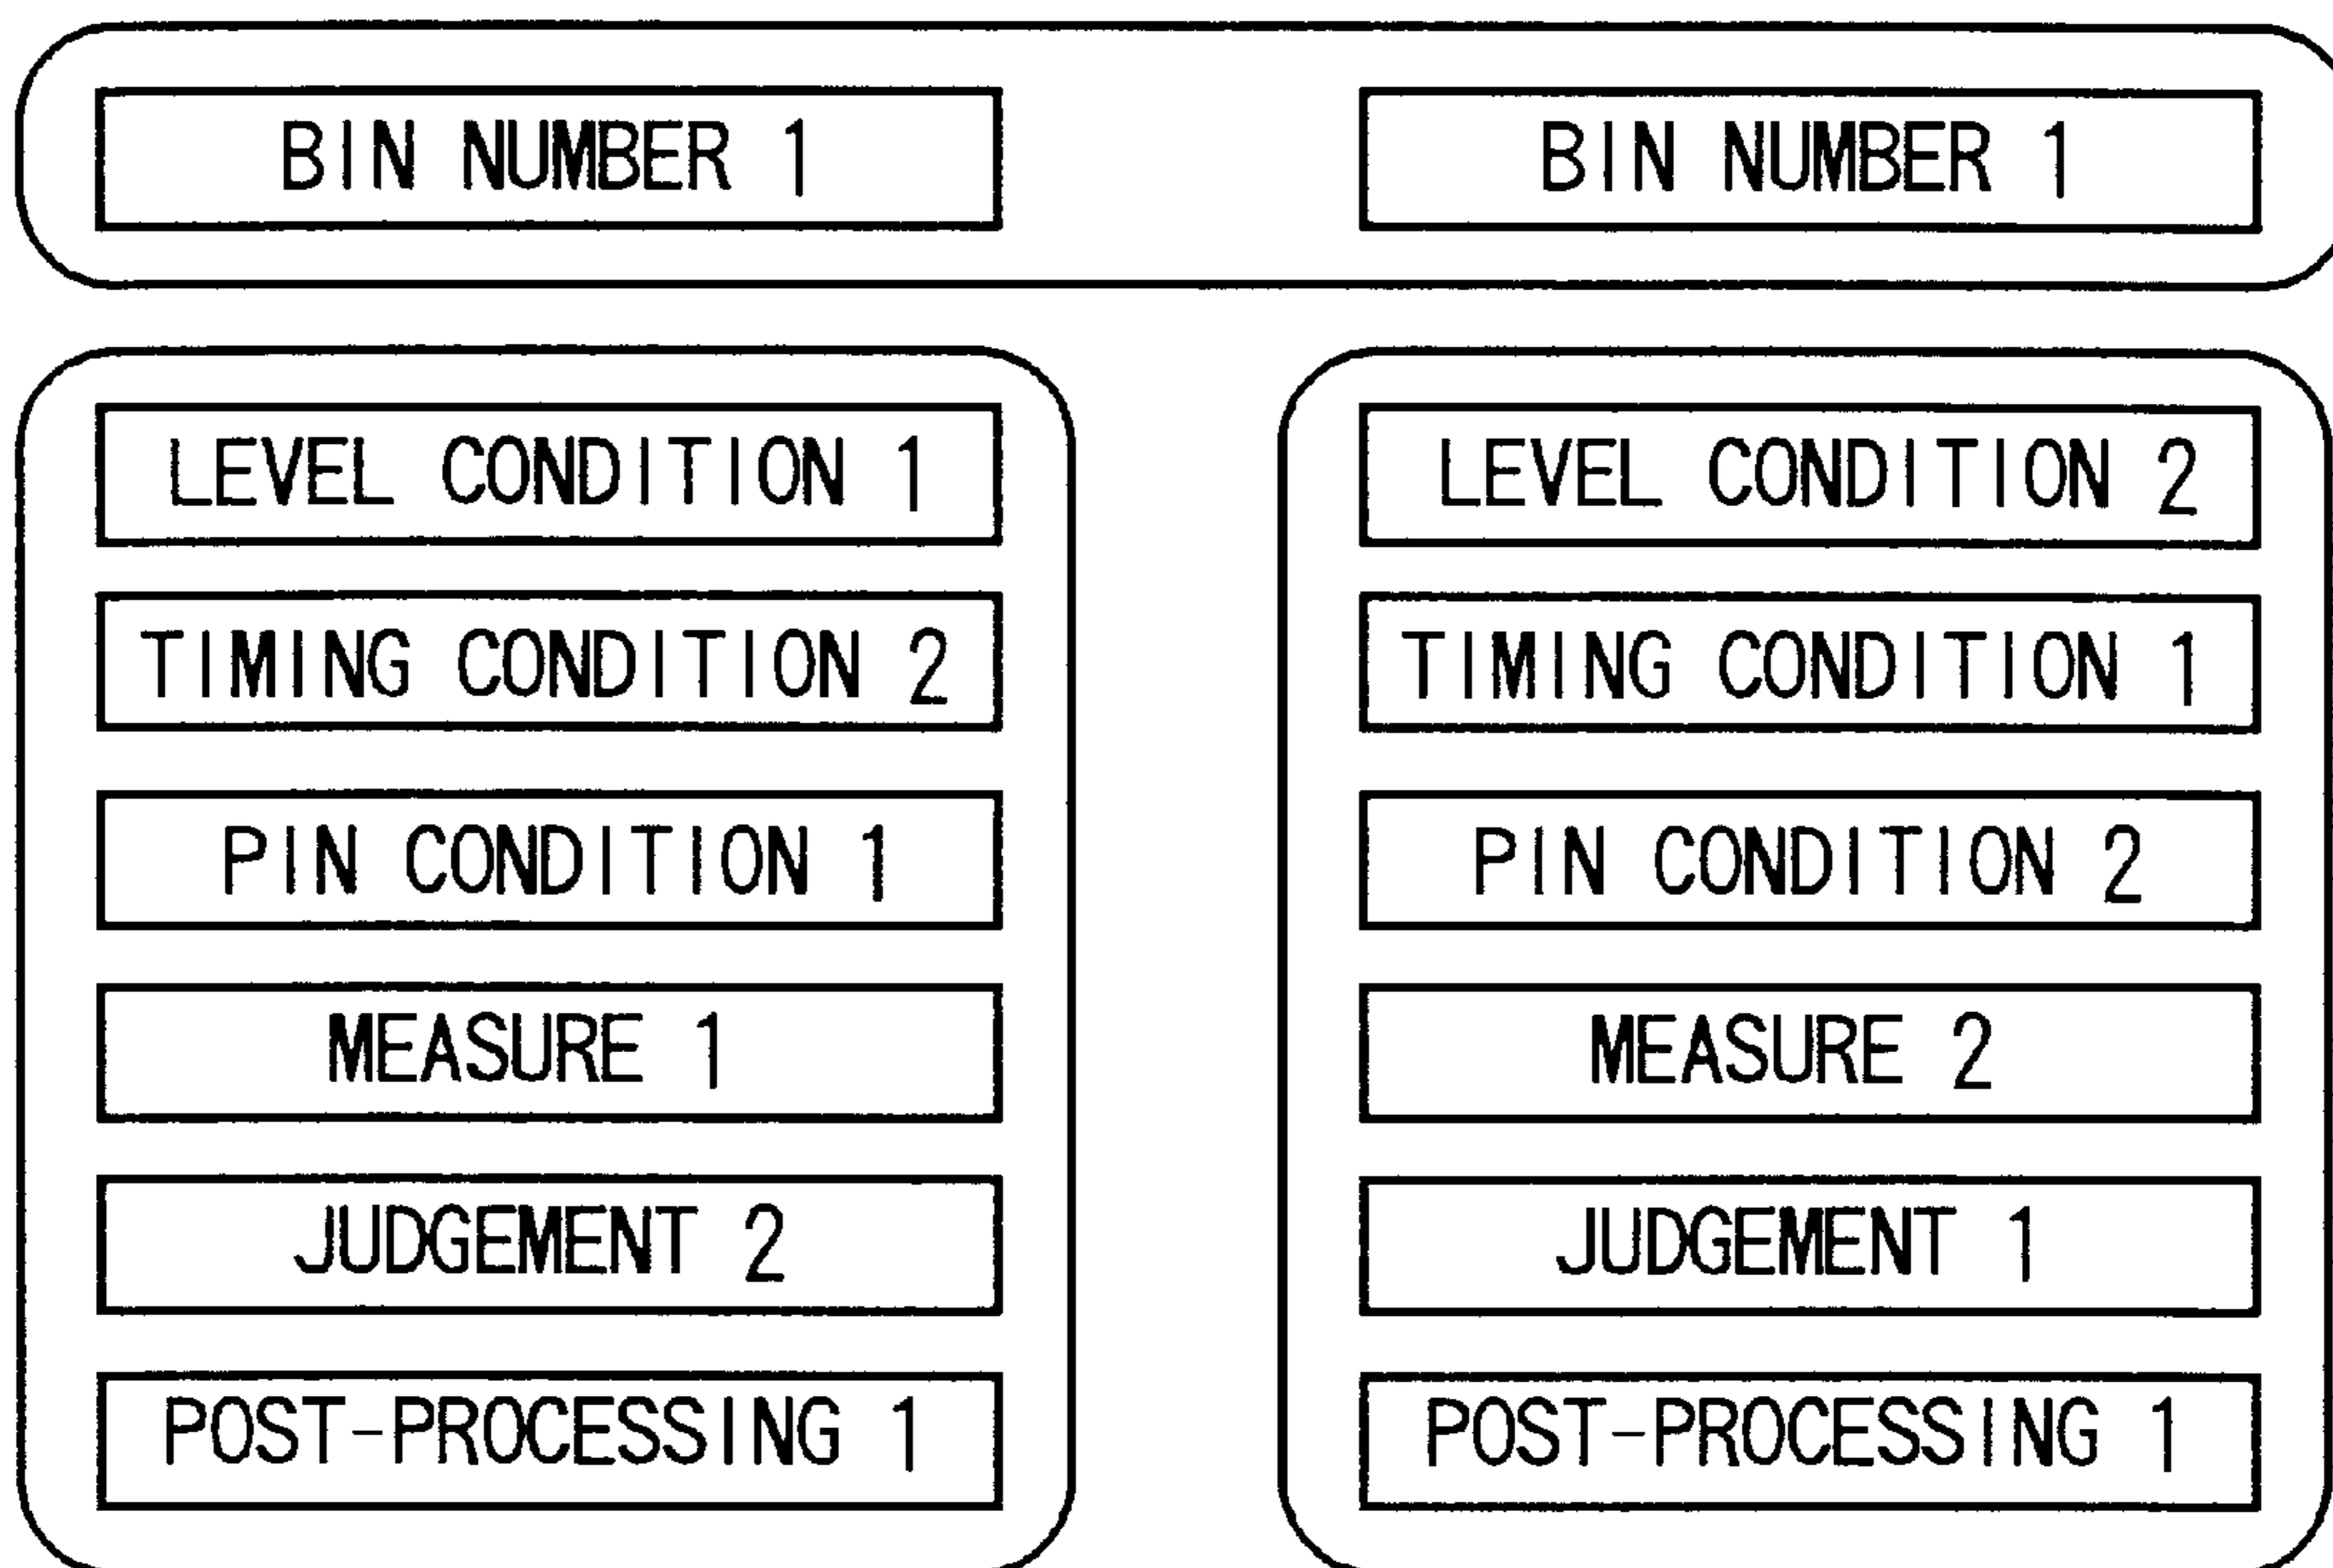 BIN NUMBER 1
BIN NUMBER 1
LEVEL CONDITION 1
TIMING CONDITION 2
PIN CONDITION 1
MEASURE 1
JUDGEMENT 2
POST-PROCESSING 1
LEVEL CONDITION 2
TIMING CONDITION 1
PIN CONDITION 2
MEASURE 2
JUDGEMENT 1
POST-PROCESSING 1